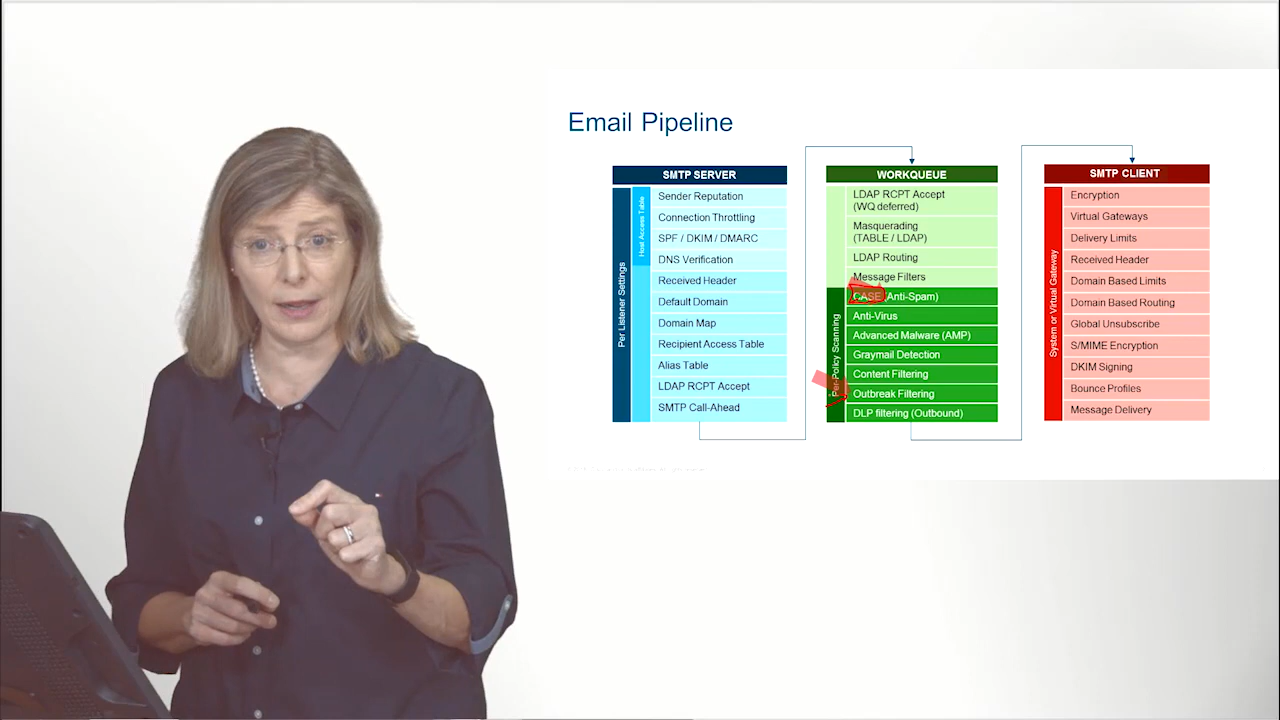 Email Pipeline
SMTP SERVER
Per Listener Settings
Host Access Table
Sender Reputation
Connection Throttling
SPF / DKIM / DMARC
DNS Verification
Received Header
Default Domain
Domain Map
Recipient Access Table
Alias Table
LDAP RCPT Accept
SMTP Call-Ahead
WORKQUEUE
LDAP RCPT Accept
(WQ deferred)
Masquerading
(TABLE / LDAP)
LDAP Routing
Message Filters
Per-Policy Scanning
CASE (Anti-Spam)
Anti-Virus
Advanced Malware (AMP)
Graymail Detection
Content Filtering
Outbreak Filtering
DLP filtering (Outbound)
SMTP CLIENT
System or Virtual Gateway
Encryption
Virtual Gateways
Delivery Limits
Received Header
Domain Based Limits
Domain Based Routing
Global Unsubscribe
S/MIME Encryption
DKIM Signing
Bounce Profiles
Message Delivery